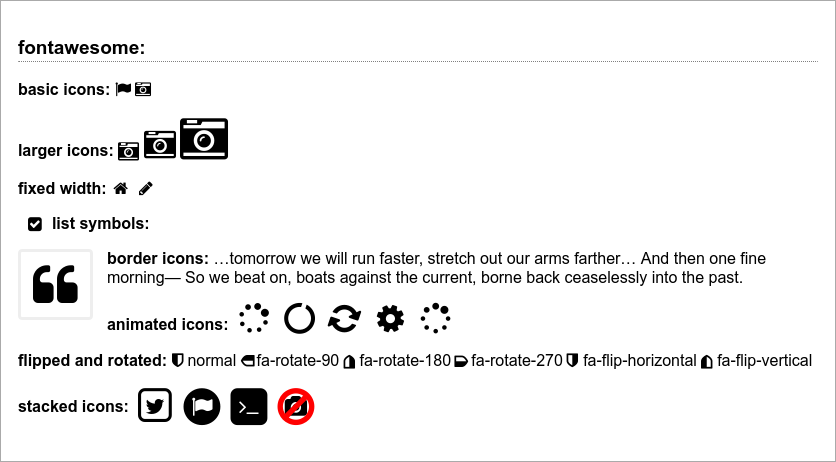 fontawesome:
basic icons:
larger icons:
fixed width:
list symbols:
border icons: …tomorrow we will run faster, stretch out our arms farther… And then one fine
morning— So we beat on, boats against the current, borne back ceaselessly into the past.
animated icons:
flipped and rotated: normal fa-rotate-90 fa-rotate-180 fa-rotate-270 fa-flip-horizontal fa-flip-vertical
stacked icons: